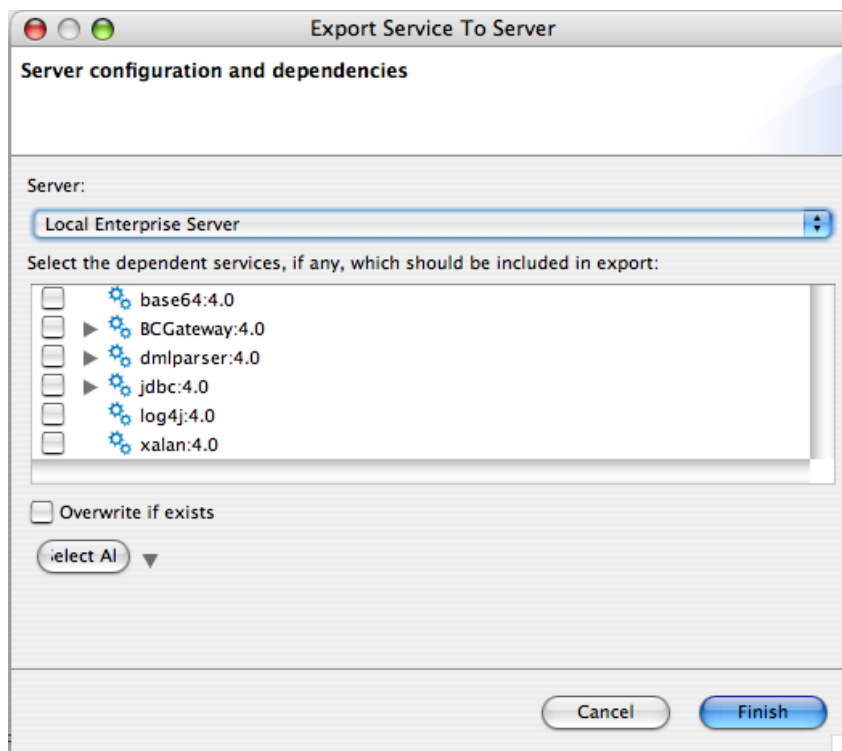 Export Service To Server
Server configuration and dependencies
Server:
Local Enterprise Server
Select the dependent services, if any, which should be included in export:
base64:4.0
BCGateway:4.0
dmlparser:4.0
jdbc:4.0
log4j:4.0
xalan:4.0
Overwrite if exists
elect Al
Cancel
Finish